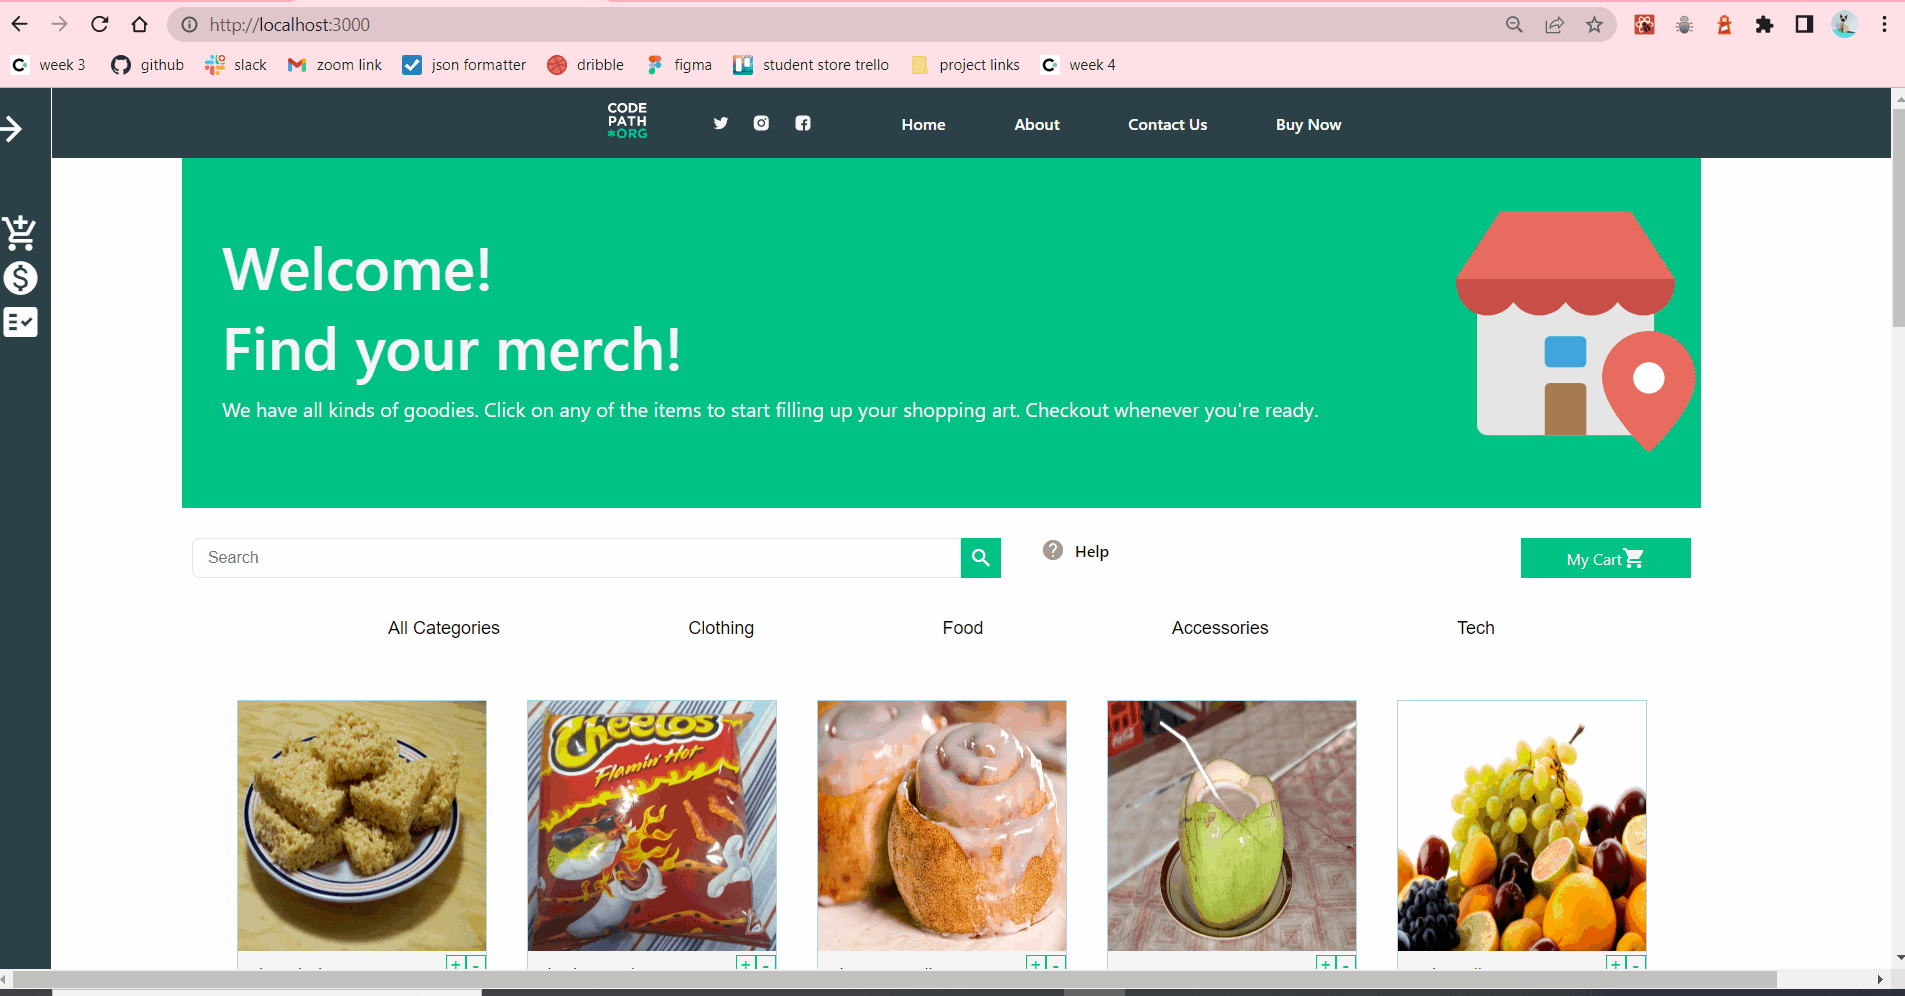 http://localhost:3000
week 3 github slack zoom link json formatter dribble figma student store trello project links week 4
CODE
PATH
*ORG
Home About Contact Us Buy Now
Welcome!
Find your merch!
We have all kinds of goodies. Click on any of the items to start filling up your shopping art. Checkout whenever you're ready.
Search Help My Cart
All Categories Clothing Food Accessories Tech
Cheetos
Flamin' Hot
+ - + - + - + - + -